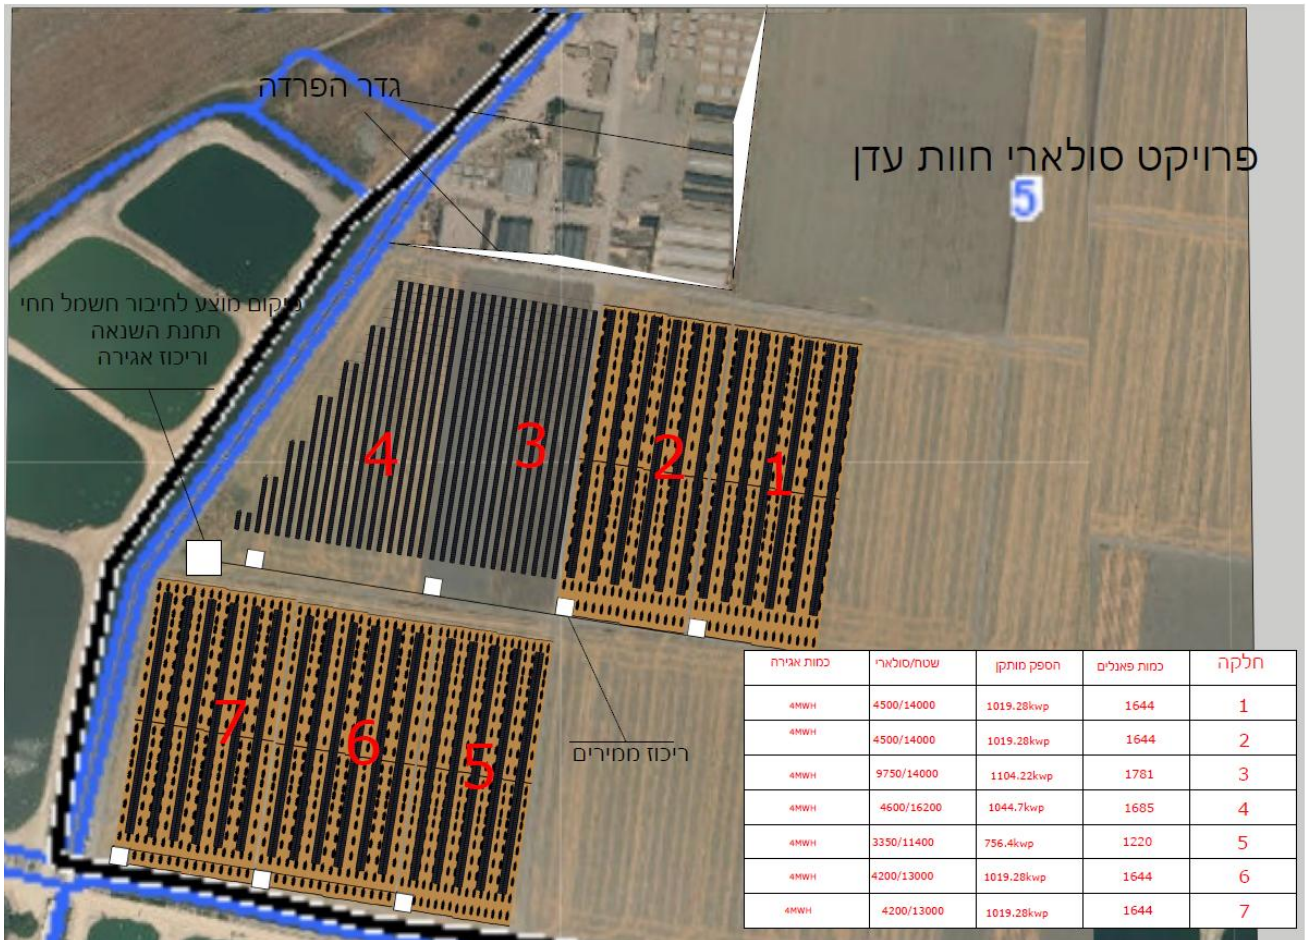 גדר הפרדה
פרויקט סולארי חוות עדן
5
מיקום מוצע לחיבור חשמל חחי
תחנת השנאה
וריכוז אגירה
4
3
2
1
7
6
5
ריכוז ממירים
חלקה כמות פאנלים הספק מותקן שטח/סולארי כמות אגירה
1 1644 1019.28kwp 4500/14000 4MWH
2 1644 1019.28kwp 4500/14000 4MWH
3 1781 1104.22kwp 9750/14000 4MWH
4 1685 1044.7kwp 4600/16200 4MWH
5 1220 756.4kwp 3350/11400 4MWH
6 1644 1019.28kwp 4200/13000 4MWH
7 1644 1019.28kwp 4200/13000 4MWH